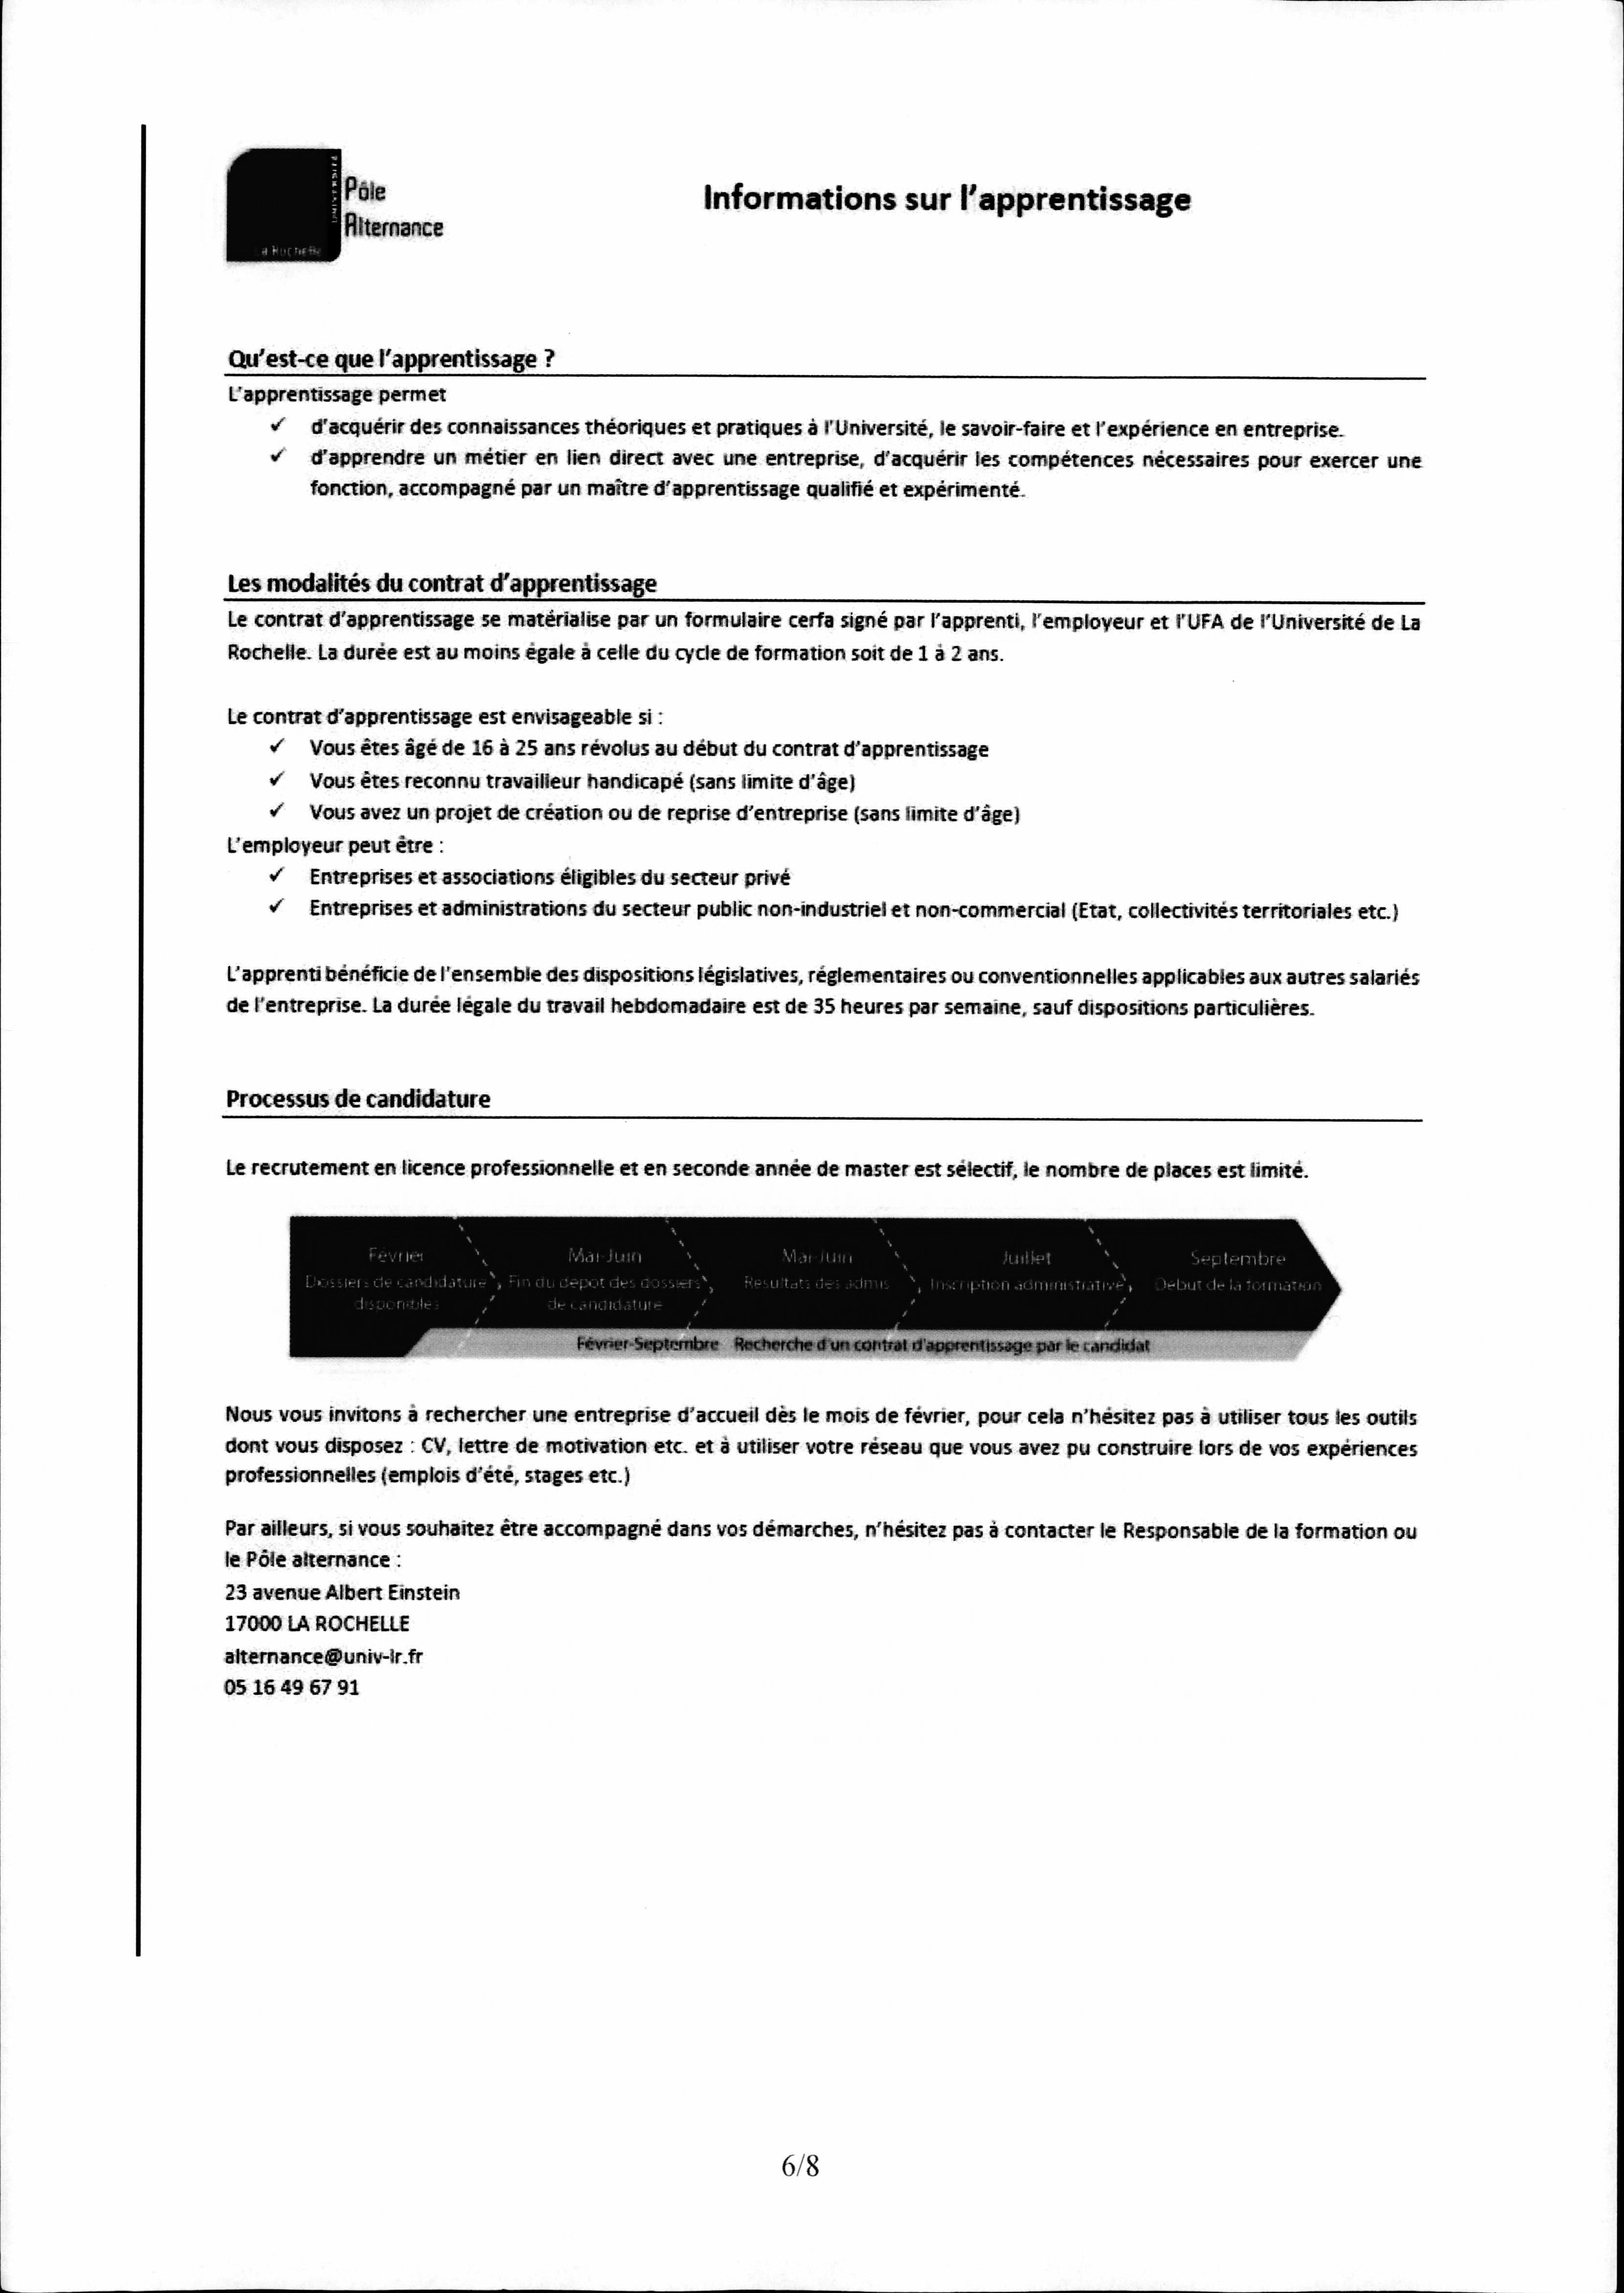 Pôle
Alternance
La Rochelle
Informations sur l'apprentissage
Qu'est-ce que l'apprentissage ?
L'apprentissage permet
✓ d'acquérir des connaissances théoriques et pratiques à l'Université, le savoir-faire et l'expérience en entreprise.
✓ d'apprendre un métier en lien direct avec une entreprise, d'acquérir les compétences nécessaires pour exercer une
fonction, accompagné par un maître d'apprentissage qualifié et expérimenté.
Les modalités du contrat d'apprentissage
Le contrat d'apprentissage se matérialise par un formulaire cerfa signé par l'apprenti, l'employeur et l'UFA de l'Université de La
Rochelle. La durée est au moins égale à celle du cycle de formation soit de 1 à 2 ans.
Le contrat d'apprentissage est envisageable si :
✓ Vous êtes âgé de 16 à 25 ans révolus au début du contrat d'apprentissage
✓ Vous êtes reconnu travailleur handicapé (sans limite d'âge)
✓ Vous avez un projet de création ou de reprise d'entreprise (sans limite d'âge)
L'employeur peut être :
✓ Entreprises et associations éligibles du secteur privé
✓ Entreprises et administrations du secteur public non-industriel et non-commercial (Etat, collectivités territoriales etc.)
L'apprenti bénéficie de l'ensemble des dispositions législatives, réglementaires ou conventionnelles applicables aux autres salariés
de l'entreprise. La durée légale du travail hebdomadaire est de 35 heures par semaine, sauf dispositions particulières.
Processus de candidature
Le recrutement en licence professionnelle et en seconde année de master est sélectif, le nombre de places est limité.
Février
Dossiers de candidature
disponibles
Mai-Juin
Fin du dépôt des dossiers
de candidature
Mai-Juin
Résultats des admis
Juillet
Inscription administrative
Septembre
Début de la formation
Février-Septembre Recherche d'un contrat d'apprentissage par le candidat
Nous vous invitons à rechercher une entreprise d'accueil dès le mois de février, pour cela n'hésitez pas à utiliser tous les outils
dont vous disposez : CV, lettre de motivation etc. et à utiliser votre réseau que vous avez pu construire lors de vos expériences
professionnelles (emplois d'été, stages etc.)
Par ailleurs, si vous souhaitez être accompagné dans vos démarches, n'hésitez pas à contacter le Responsable de la formation ou
le Pôle alternance :
23 avenue Albert Einstein
17000 LA ROCHELLE
alternance@univ-lr.fr
05 16 49 67 91
6/8